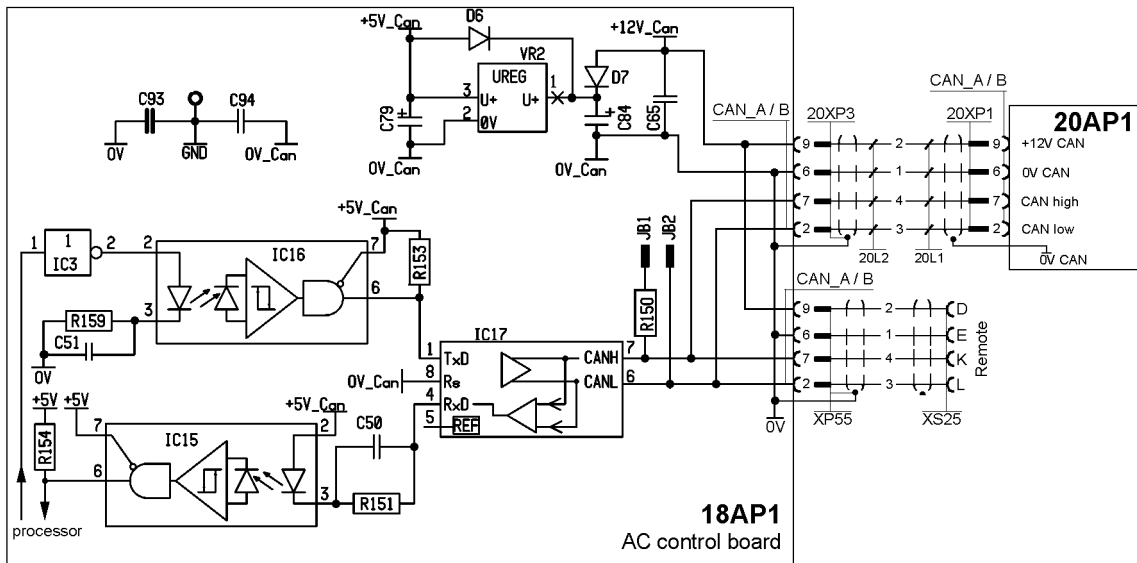 +5V_Can
D6
VR2
UREG
3
U+
U+
1
2
0V
C79
0V_Can
+12V_Can
D7
C84
C65
0V_Can
C93
C94
0V
GND
0V_Can
CAN_A / B
20XP3
CAN_A / B
20XP1
20AP1
9
2
9
+12V CAN
6
1
6
0V CAN
7
4
7
CAN high
2
3
2
CAN low
20L2
20L1
0V CAN
+5V_Can
1
1
2
IC3
2
IC16
7
R153
6
3
R159
C51
0V
JB1
JB2
R150
CAN_A / B
9
2
D
6
1
E
7
4
K
2
3
L
Remote
XP55
XS25
0V
IC17
1
TxD
CANH
7
0V_Can
8
Rs
CANL
6
4
RxD
5
REF
+5V
+5V
R154
7
IC15
6
+5V_Can
2
3
C50
R151
processor
18AP1
AC control board